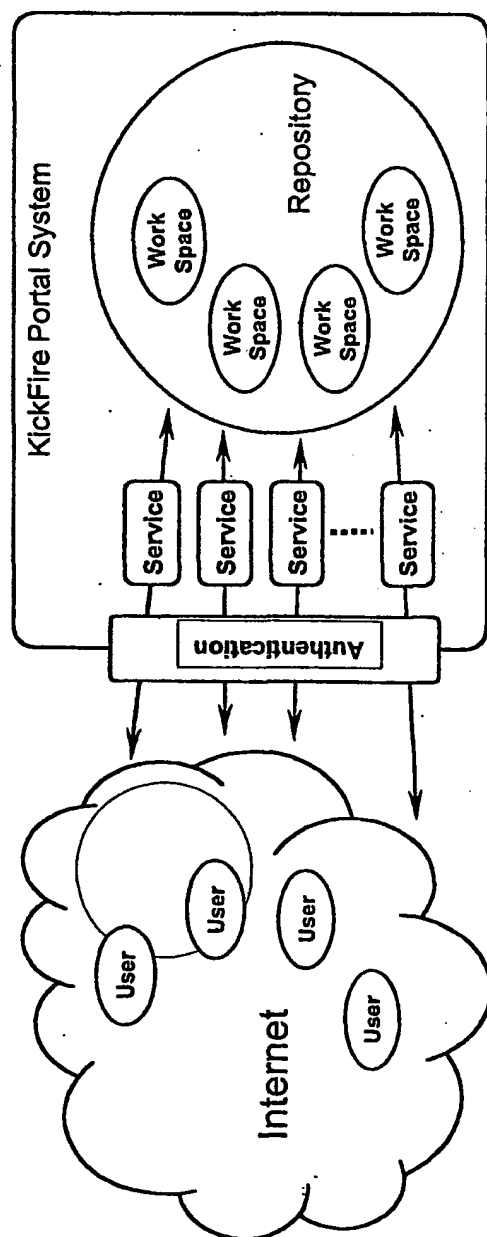 KickFire Portal System
Internet
User
User
User
User
Authentication
Service
Service
Service
Service
Repository
Work
Space
Work
Space
Work
Space
Work
Space